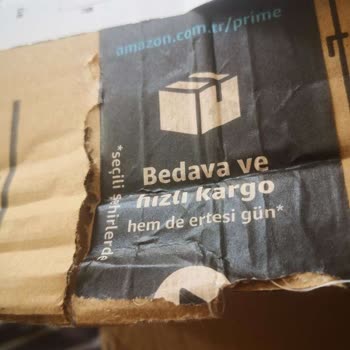 amazon.com.tr/prime
Bedava ve
hızlı kargo
hem de ertesi gün*
*seçili şehirlerde